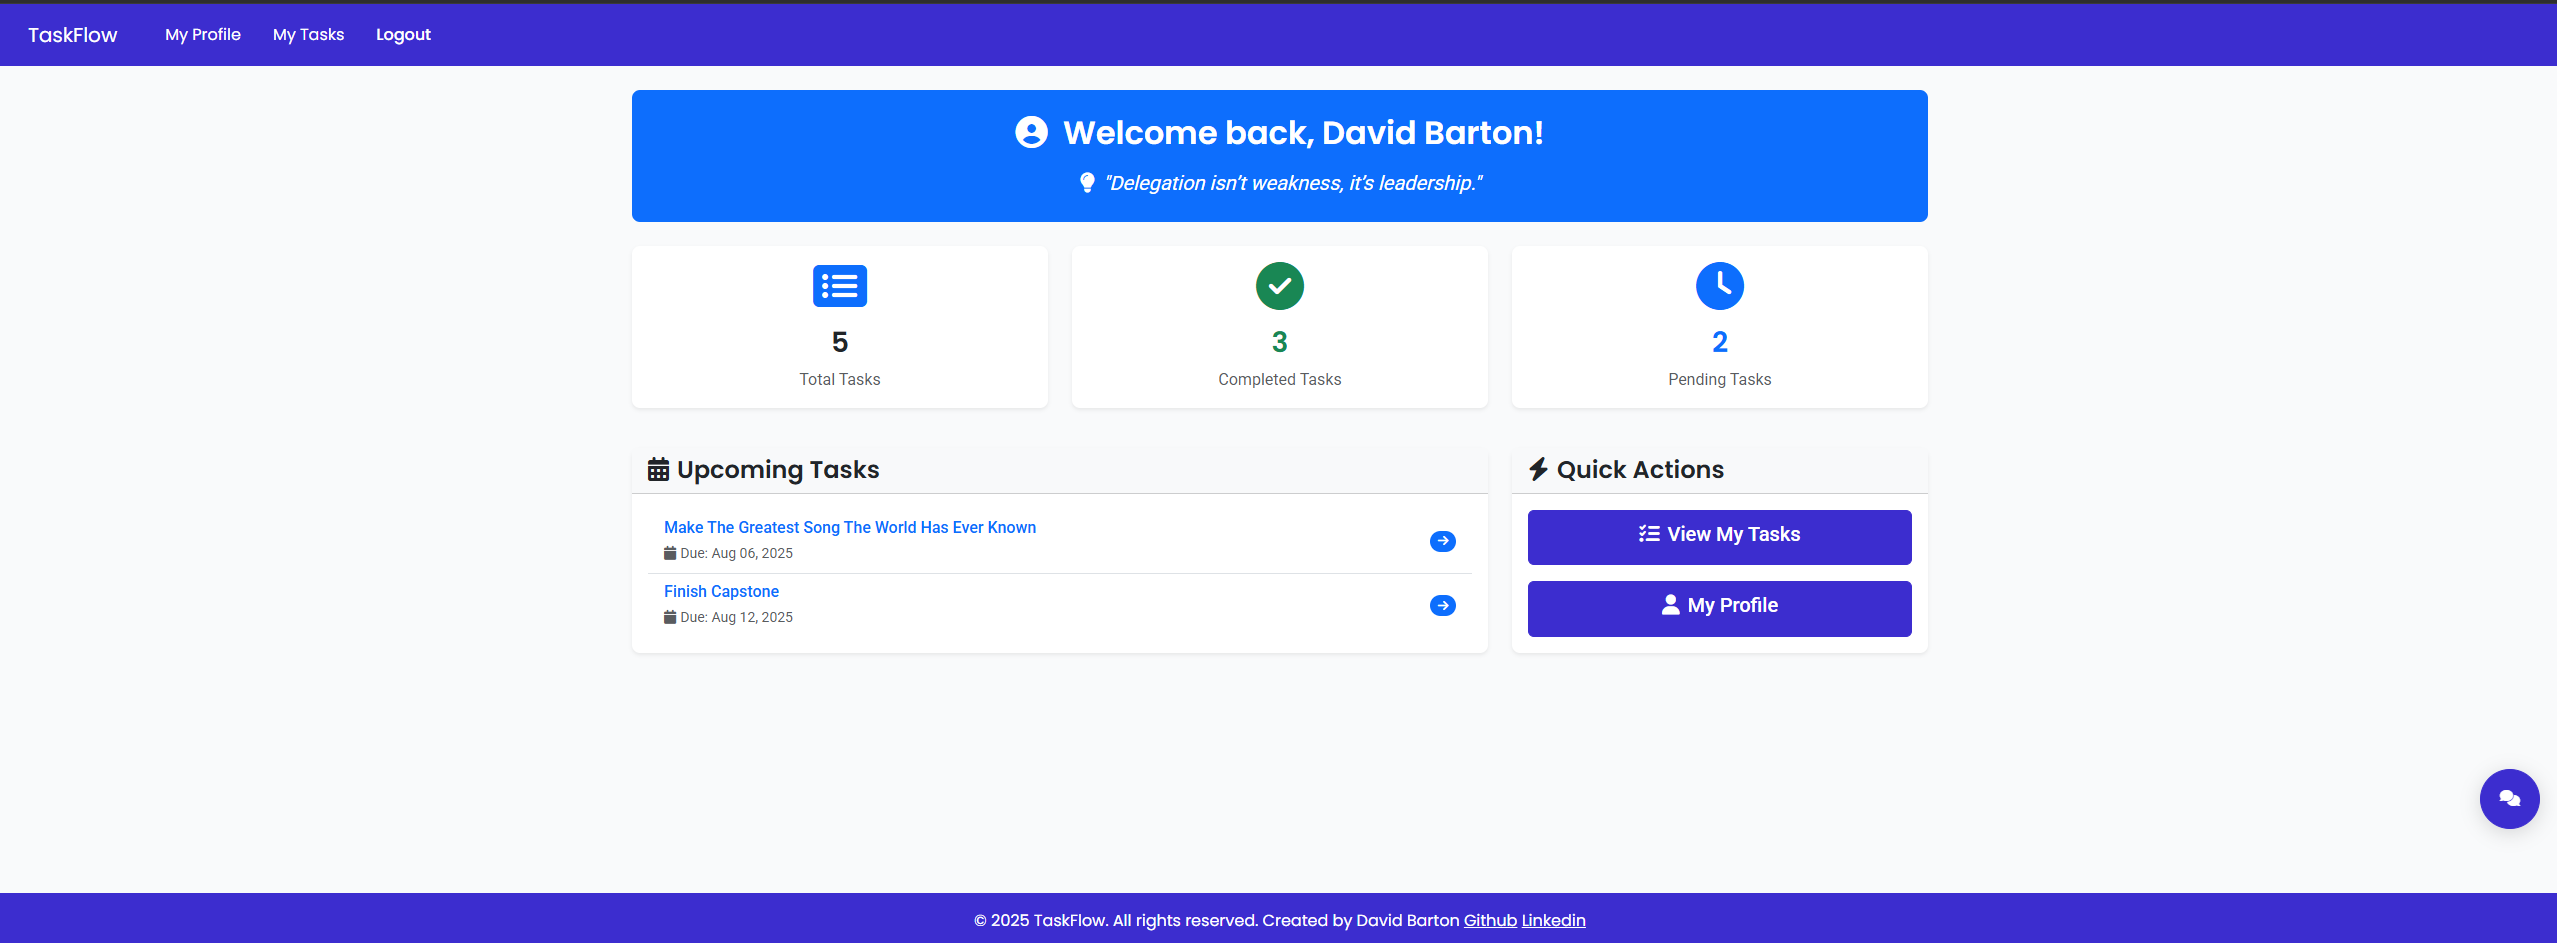 TaskFlow My Profile My Tasks Logout
Welcome back, David Barton!
"Delegation isn’t weakness, it’s leadership."
5
Total Tasks
3
Completed Tasks
2
Pending Tasks
Upcoming Tasks
Make The Greatest Song The World Has Ever Known
Due: Aug 06, 2025
Finish Capstone
Due: Aug 12, 2025
Quick Actions
View My Tasks
My Profile
© 2025 TaskFlow. All rights reserved. Created by David Barton Github Linkedin